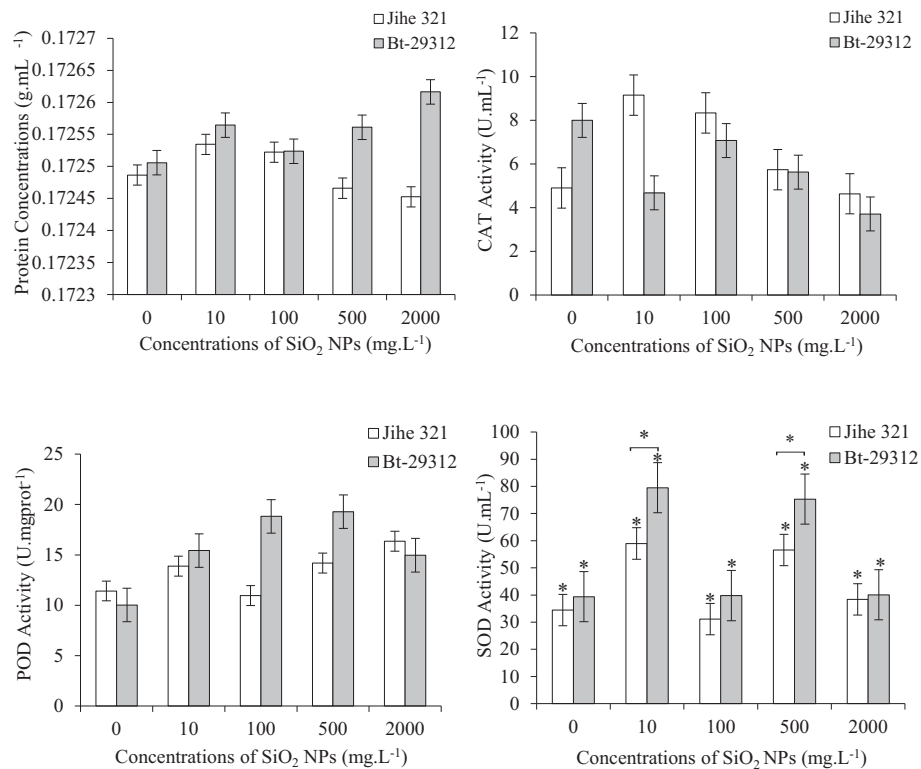 Jihe 321
Bt-29312
Protein Concentrations (g.mL⁻¹)
0.1727
0.17265
0.1726
0.17255
0.1725
0.17245
0.1724
0.17235
0.1723
0 10 100 500 2000
Concentrations of SiO₂ NPs (mg.L⁻¹)
Jihe 321
Bt-29312
CAT Activity (U.mL⁻¹)
12
10
8
6
4
2
0
0 10 100 500 2000
Concentrations of SiO₂ NPs (mg.L⁻¹)
Jihe 321
Bt-29312
POD Activity (U.mgprot⁻¹)
25
20
15
10
5
0
0 10 100 500 2000
Concentrations of SiO₂ NPs (mg.L⁻¹)
Jihe 321
Bt-29312
SOD Activity (U.mL⁻¹)
100
90
80
70
60
50
40
30
20
10
0
* *
* *
* *
* *
* *
* *
0 10 100 500 2000
Concentrations of SiO₂ NPs (mg.L⁻¹)